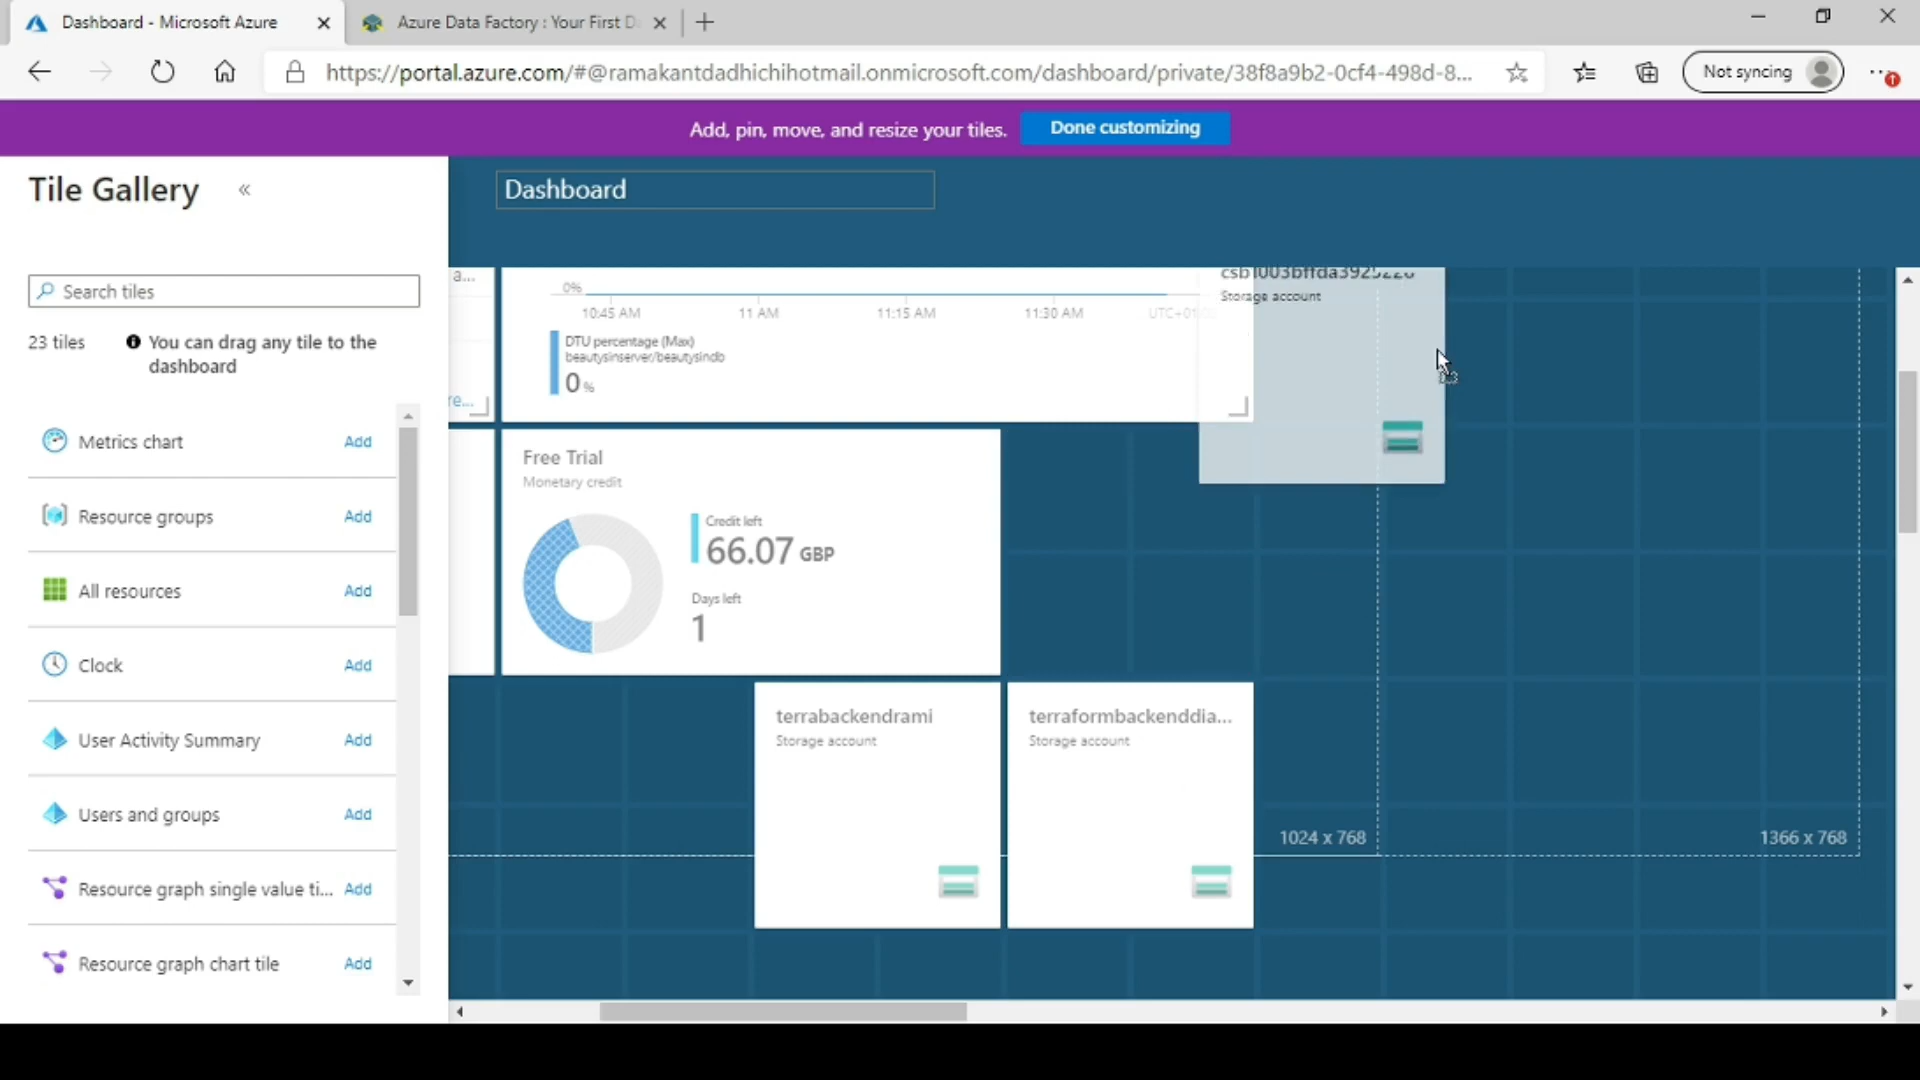 Dashboard - Microsoft Azure
Azure Data Factory : Your First D
https://portal.azure.com/#@ramakantdadhichihotmail.onmicrosoft.com/dashboard/private/38f8a9b2-0cf4-498d-8...
Not syncing
Add, pin, move, and resize your tiles.
Done customizing
Tile Gallery
«
Dashboard
Search tiles
23 tiles
You can drag any tile to the
dashboard
Metrics chart
Add
Resource groups
Add
All resources
Add
Clock
Add
User Activity Summary
Add
Users and groups
Add
Resource graph single value ti...
Add
Resource graph chart tile
Add
a...
re...
0%
10:45 AM
11 AM
11:15 AM
11:30 AM
DTU percentage (Max)
beautysinserver/beautysindb
0 %
Storage account
Free Trial
Monetary credit
Credit left
66.07 GBP
Days left
1
terrabackendrami
Storage account
terraformbackenddia...
Storage account
1024 x 768
1366 x 768